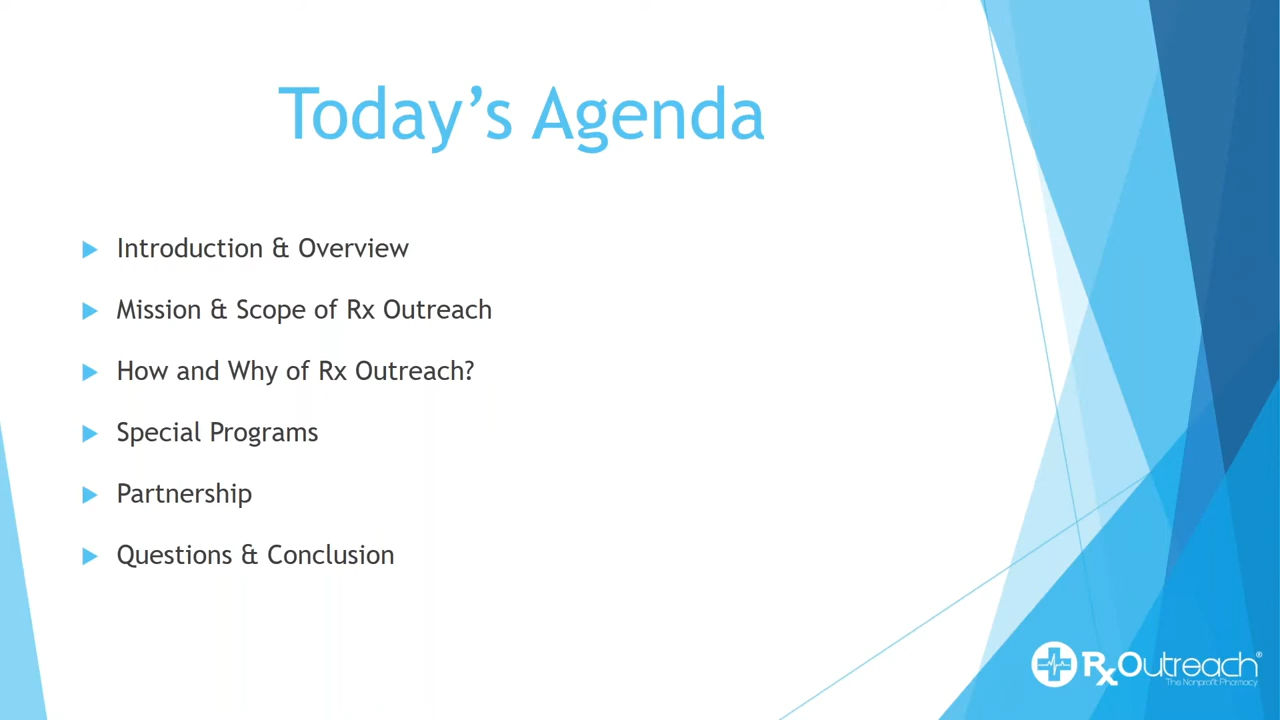 Today’s Agenda
Introduction & Overview
Mission & Scope of Rx Outreach
How and Why of Rx Outreach?
Special Programs
Partnership
Questions & Conclusion
RxOutreach®
The Nonprofit Pharmacy